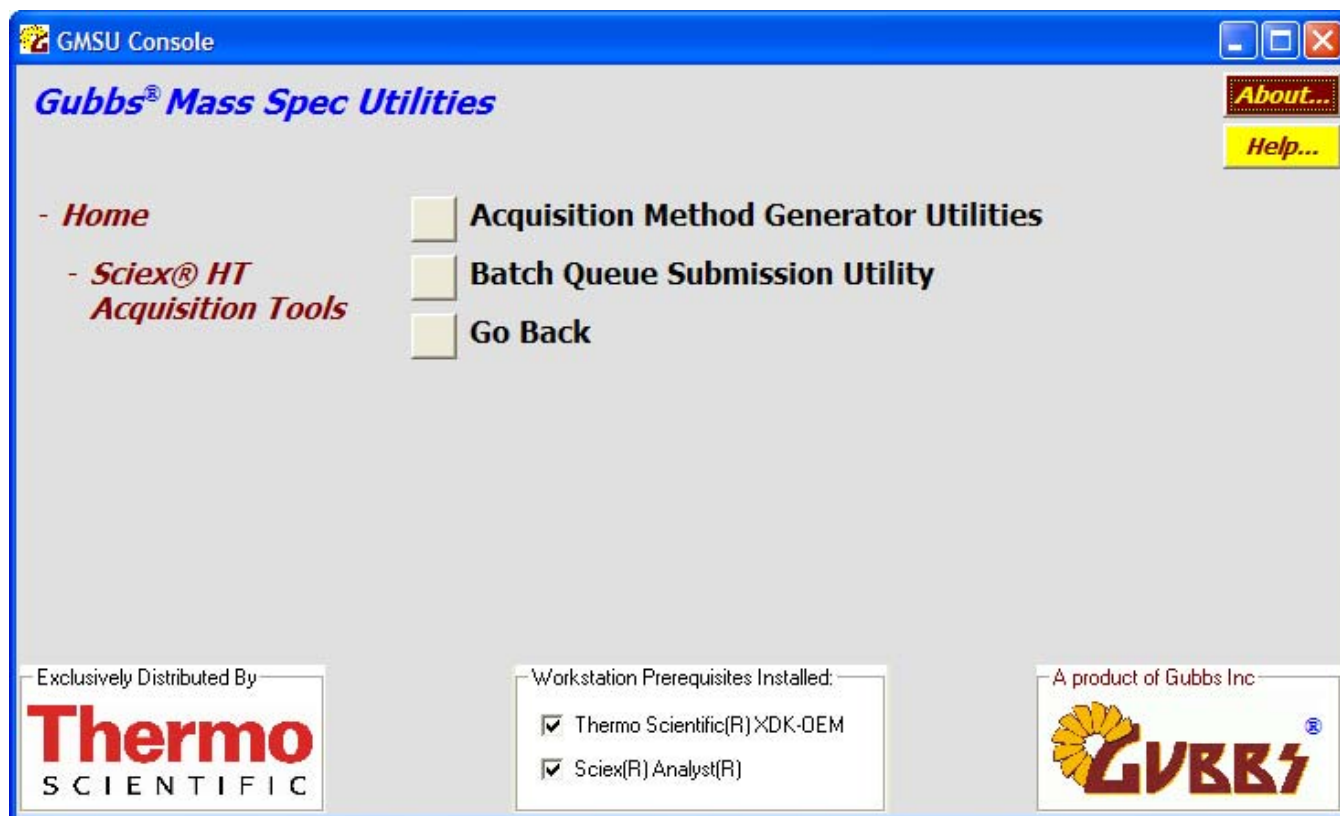 GMSU Console
Gubbs® Mass Spec Utilities
About...
Help...
- Home
- Sciex® HT
Acquisition Tools
Acquisition Method Generator Utilities
Batch Queue Submission Utility
Go Back
Exclusively Distributed By
Thermo
SCIENTIFIC
Workstation Prerequisites Installed:
Thermo Scientific(R) XDK-OEM
Sciex(R) Analyst(R)
A product of Gubbs Inc
GUBBS®